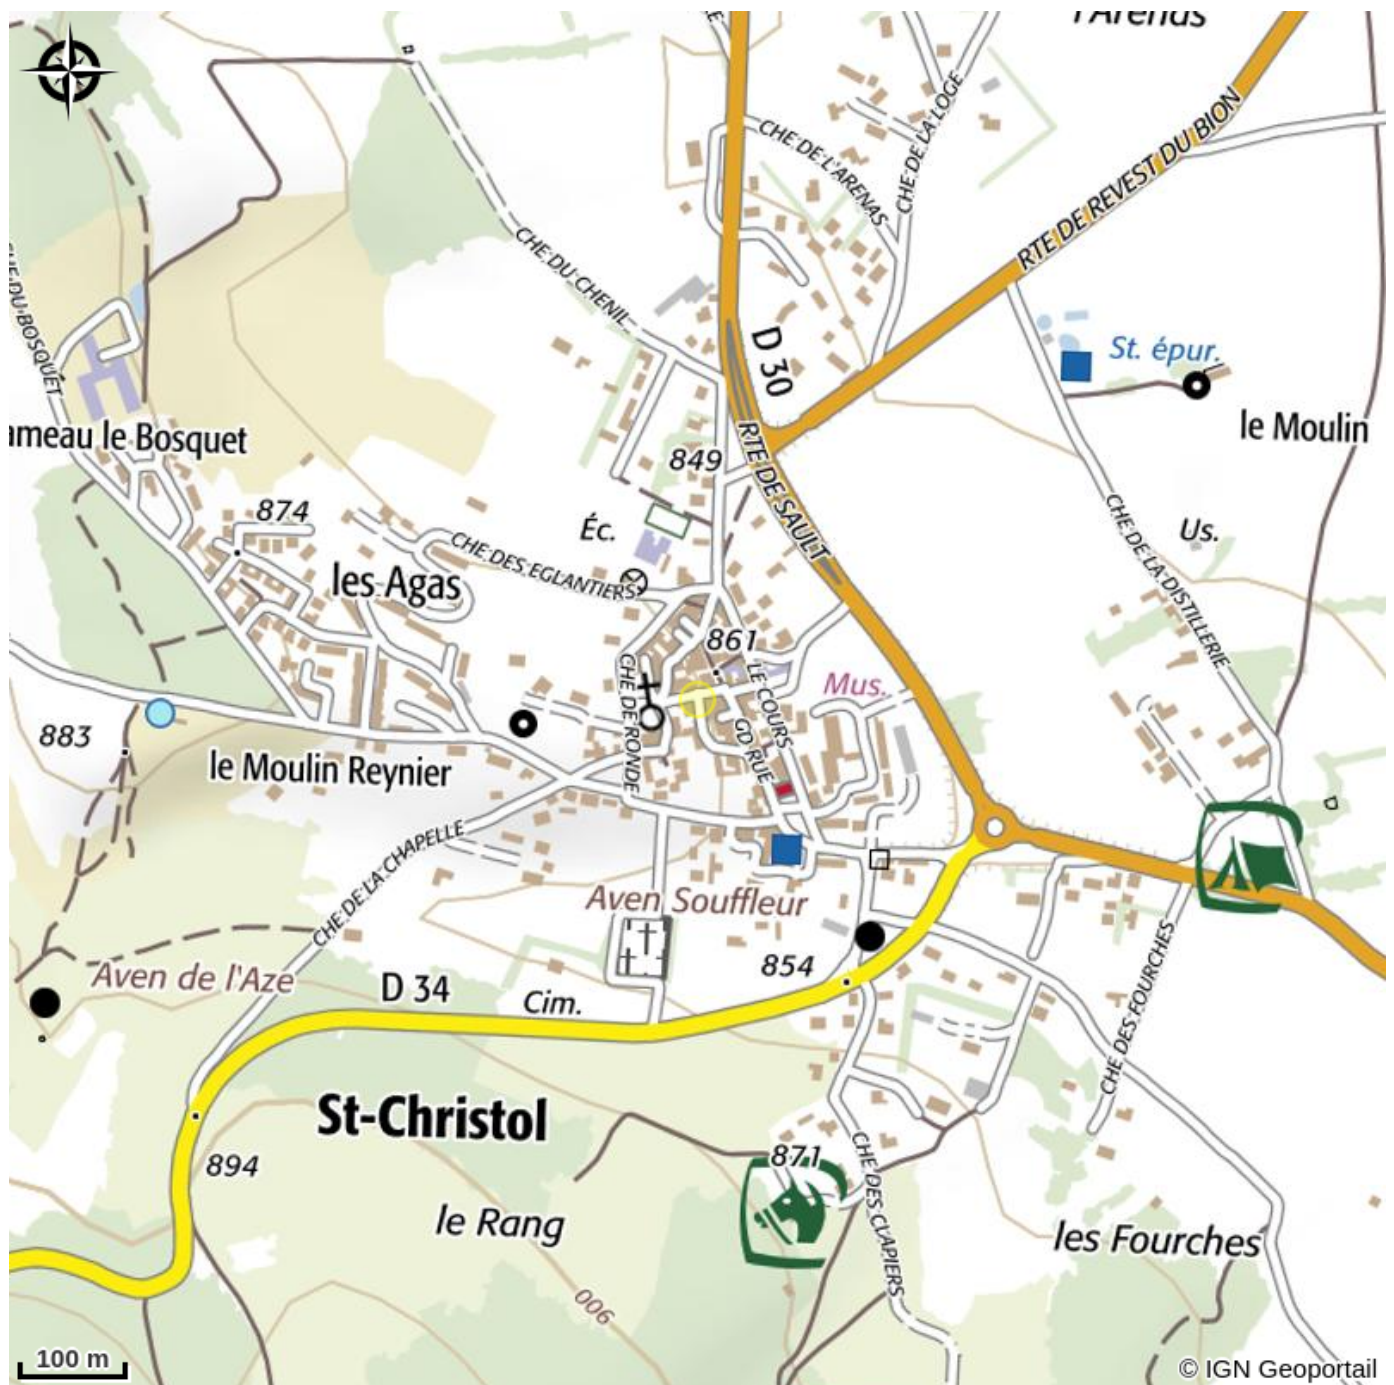 l'Arenas
CHE DE LA LOGE
CHE DE L'ARENAS
RTE DE REVEST DU BION
CHE DU CHENIL
CHE DU BOSQUET
D 30
St. épur.
le Moulin
ameau le Bosquet
849
RTE DE SAULT
874
Éc.
Us.
CHE DES EGLANTIERS
les Agas
CHE DE LA DISTILLERIE
861
CHE DE RONDE
LE COURS
Mus.
GD RUE
883
le Moulin Reynier
CHE DE LA CHAPELLE
Aven Souffleur
854
CHE DES FOURCHES
Aven de l'Aze
D 34
Cim.
St-Christol
894
871
CHE DES CLAPIERS
le Rang
les Fourches
900
100 m
© IGN Geoportail